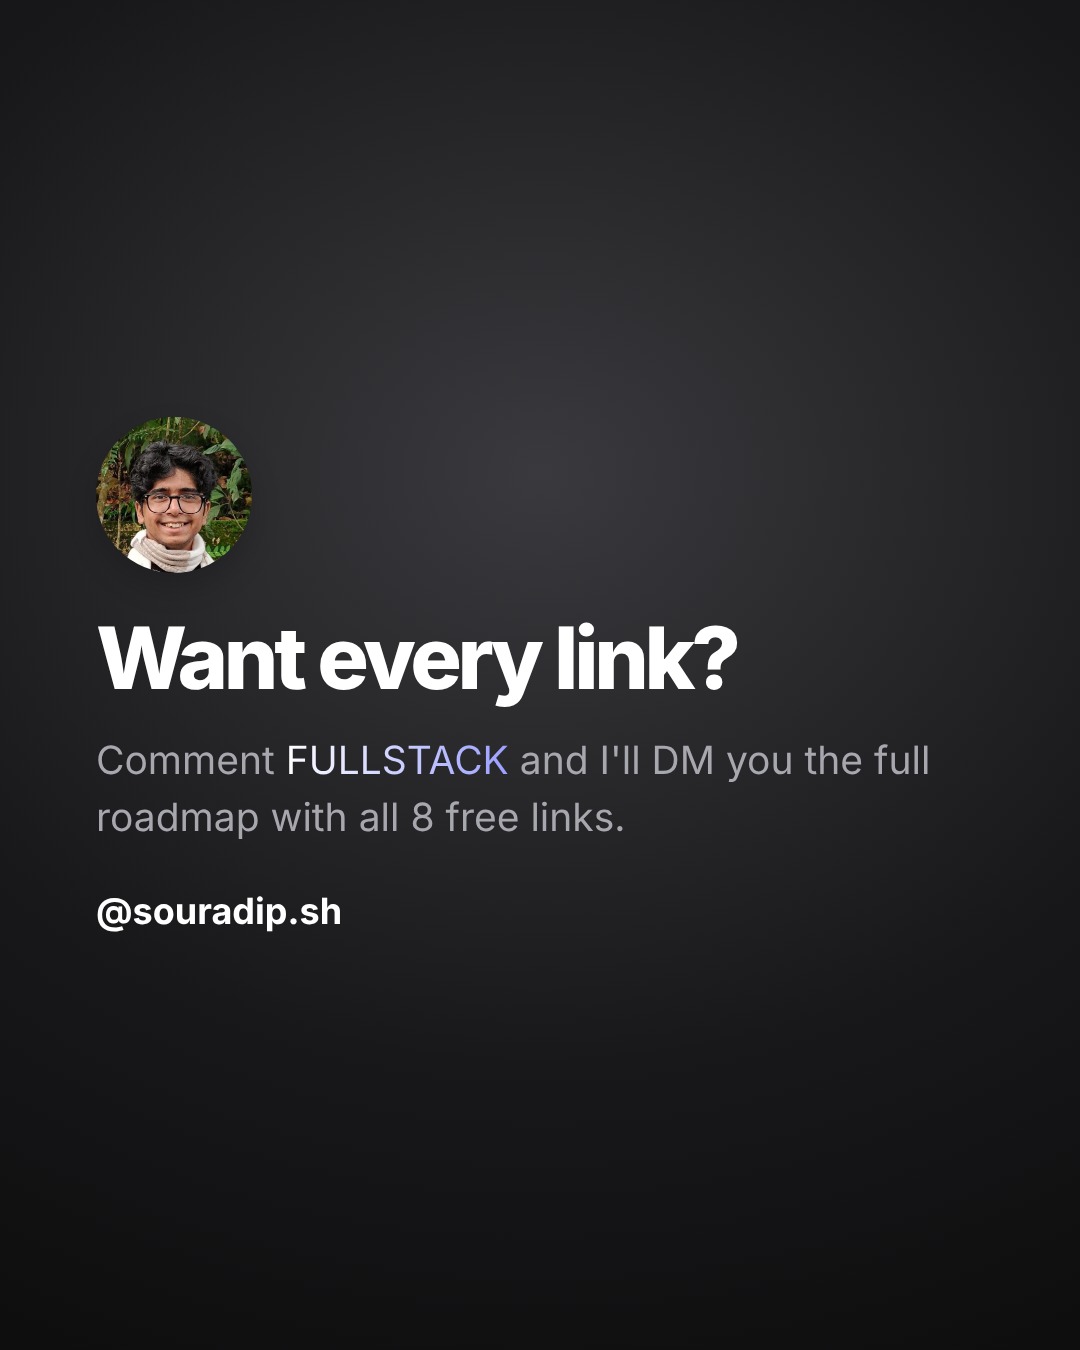 Want every link?
Comment FULLSTACK and I'll DM you the full
roadmap with all 8 free links.
@souradip.sh